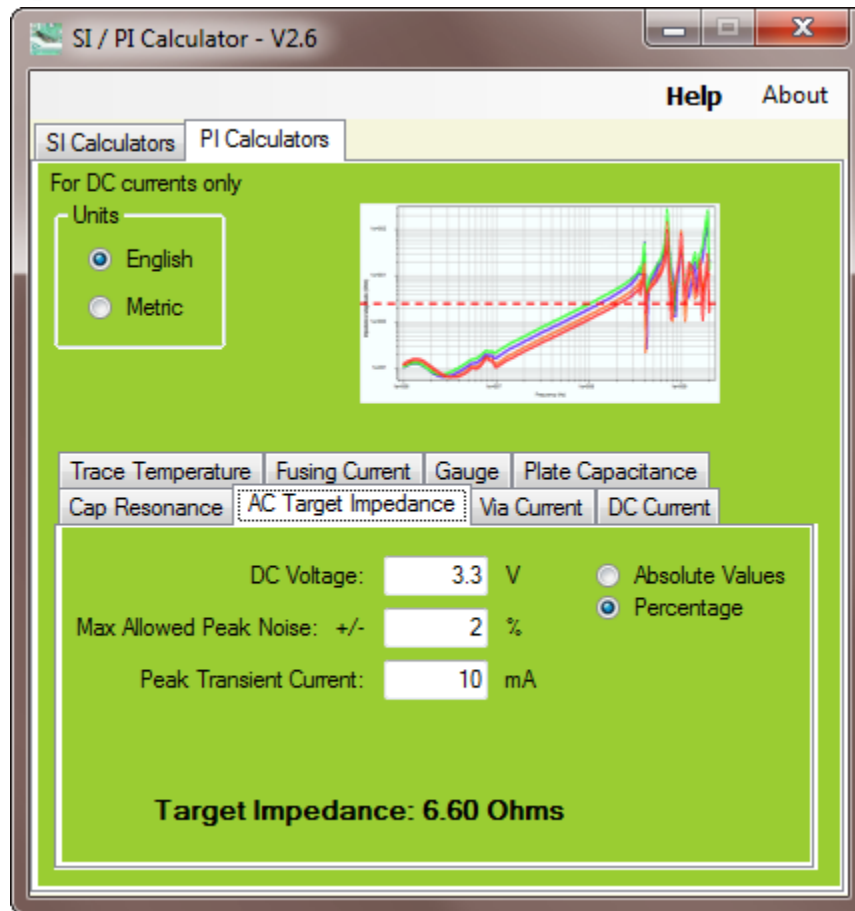 SI / PI Calculator - V2.6
Help About
SI Calculators PI Calculators
For DC currents only
Units
English
Metric
Trace Temperature Fusing Current Gauge Plate Capacitance
Cap Resonance AC Target Impedance Via Current DC Current
DC Voltage: 3.3 V Absolute Values
Percentage
Max Allowed Peak Noise: +/- 2 %
Peak Transient Current: 10 mA
Target Impedance: 6.60 Ohms